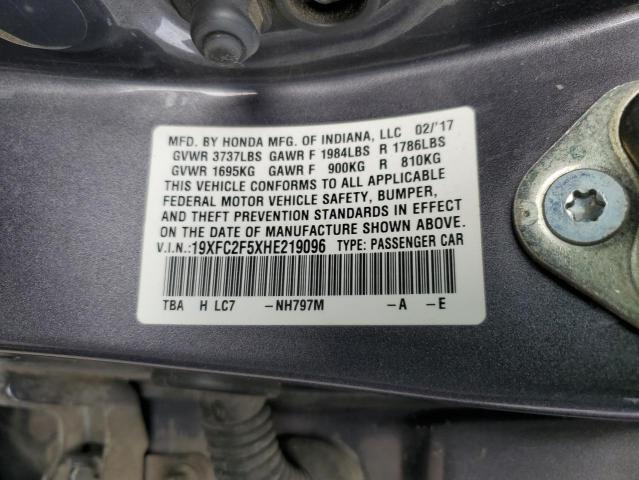 MFD. BY HONDA MFG. OF INDIANA, LLC 02/'17
GVWR 3737LBS GAWR F 1984LBS R 1786LBS
GVWR 1695KG GAWR F 900KG R 810KG
THIS VEHICLE CONFORMS TO ALL APPLICABLE
FEDERAL MOTOR VEHICLE SAFETY, BUMPER,
AND THEFT PREVENTION STANDARDS IN EFFECT
ON THE DATE OF MANUFACTURE SHOWN ABOVE.
V.I.N.:19XFC2F5XHE219096 TYPE: PASSENGER CAR
TBA H LC7 -NH797M -A -E